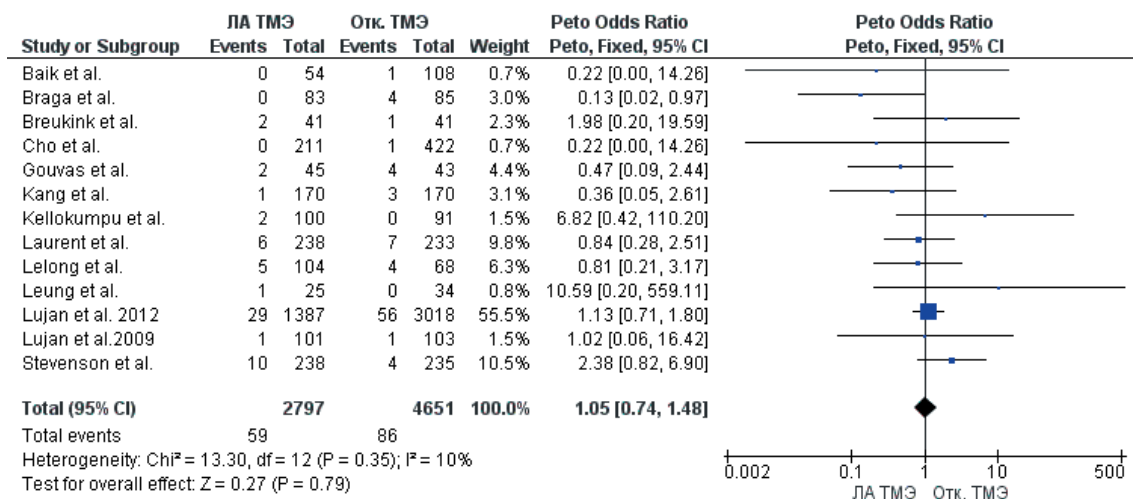 ЛА ТМЭ Отк. ТМЭ Peto Odds Ratio Peto Odds Ratio
Study or Subgroup Events Total Events Total Weight Peto, Fixed, 95% CI Peto, Fixed, 95% CI
Baik et al. 0 54 1 108 0.7% 0.22 [0.00, 14.26]
Braga et al. 0 83 4 85 3.0% 0.13 [0.02, 0.97]
Breukink et al. 2 41 1 41 2.3% 1.98 [0.20, 19.59]
Cho et al. 0 211 1 422 0.7% 0.22 [0.00, 14.26]
Gouvas et al. 2 45 4 43 4.4% 0.47 [0.09, 2.44]
Kang et al. 1 170 3 170 3.1% 0.36 [0.05, 2.61]
Kellokumpu et al. 2 100 0 91 1.5% 6.82 [0.42, 110.20]
Laurent et al. 6 238 7 233 9.8% 0.84 [0.28, 2.51]
Lelong et al. 5 104 4 68 6.3% 0.81 [0.21, 3.17]
Leung et al. 1 25 0 34 0.8% 10.59 [0.20, 559.11]
Lujan et al. 2012 29 1387 56 3018 55.5% 1.13 [0.71, 1.80]
Lujan et al.2009 1 101 1 103 1.5% 1.02 [0.06, 16.42]
Stevenson et al. 10 238 4 235 10.5% 2.38 [0.82, 6.90]
Total (95% CI) 2797 4651 100.0% 1.05 [0.74, 1.48]
Total events 59 86
Heterogeneity: Chi² = 13.30, df = 12 (P = 0.35); I² = 10%
Test for overall effect: Z = 0.27 (P = 0.79)
0.002 0.1 1 10 500
ЛА ТМЭ Отк. ТМЭ